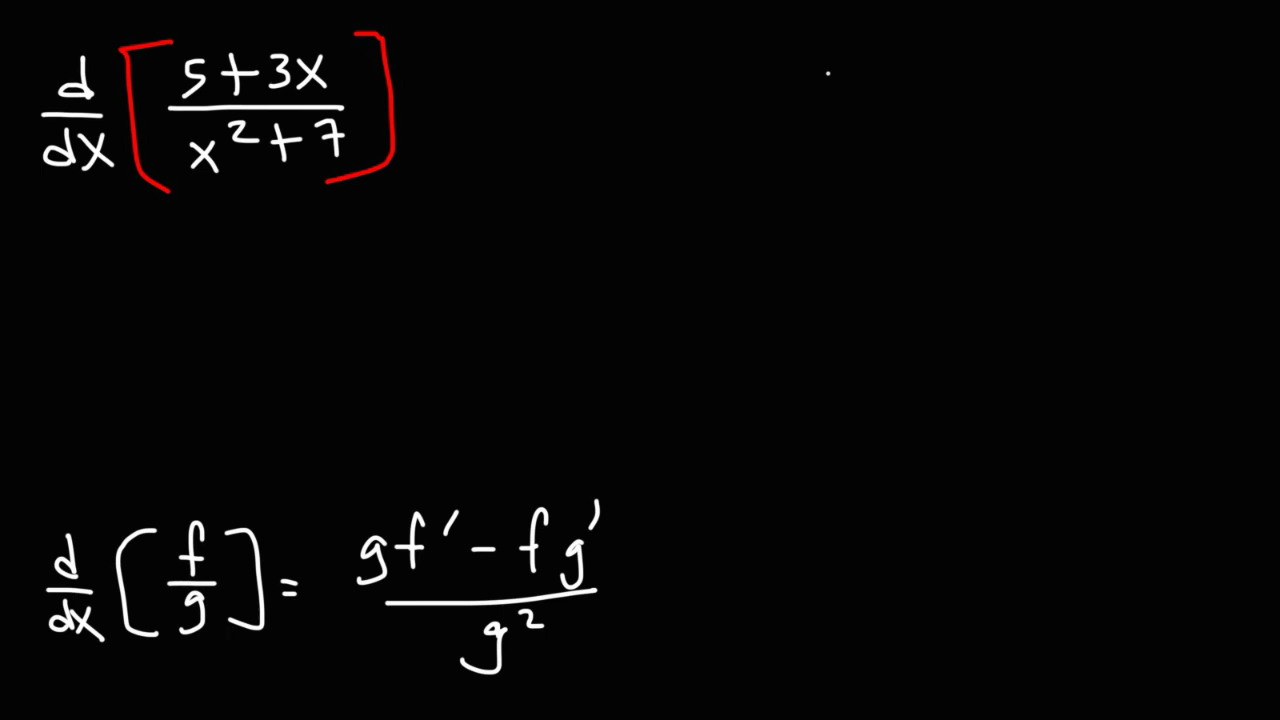 d/dx [ (5+3x)/(x²+7) ]
d/dx [ f/g ] = (gf' - fg')/g²